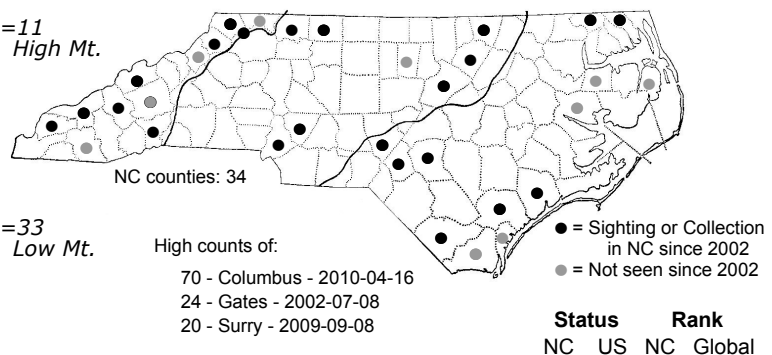 =11
High Mt.
NC counties: 34
=33
Low Mt.
High counts of:
70 - Columbus - 2010-04-16
24 - Gates - 2002-07-08
20 - Surry - 2009-09-08
= Sighting or Collection
in NC since 2002
= Not seen since 2002
Status Rank
NC US NC Global